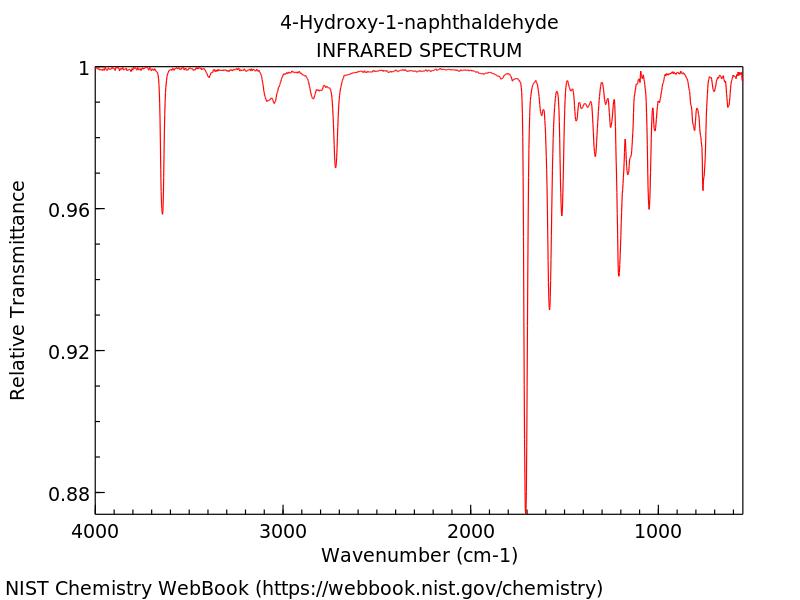 4-Hydroxy-1-naphthaldehyde
INFRARED SPECTRUM
1
0.96
0.92
0.88
Relative Transmittance
4000 3000 2000 1000
Wavenumber (cm-1)
NIST Chemistry WebBook (https://webbook.nist.gov/chemistry)